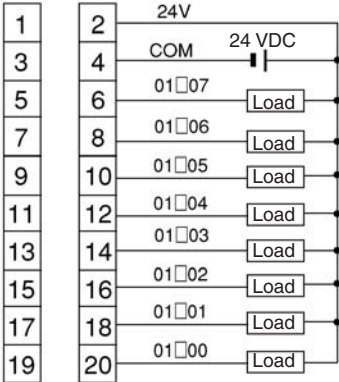 1 2 24V
3 4 COM 24 VDC
5 6 01□07 Load
7 8 01□06 Load
9 10 01□05 Load
11 12 01□04 Load
13 14 01□03 Load
15 16 01□02 Load
17 18 01□01 Load
19 20 01□00 Load